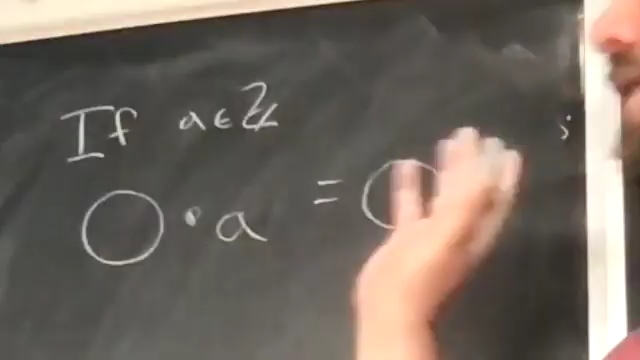 If a ∈ ℤ
0 · a = 0